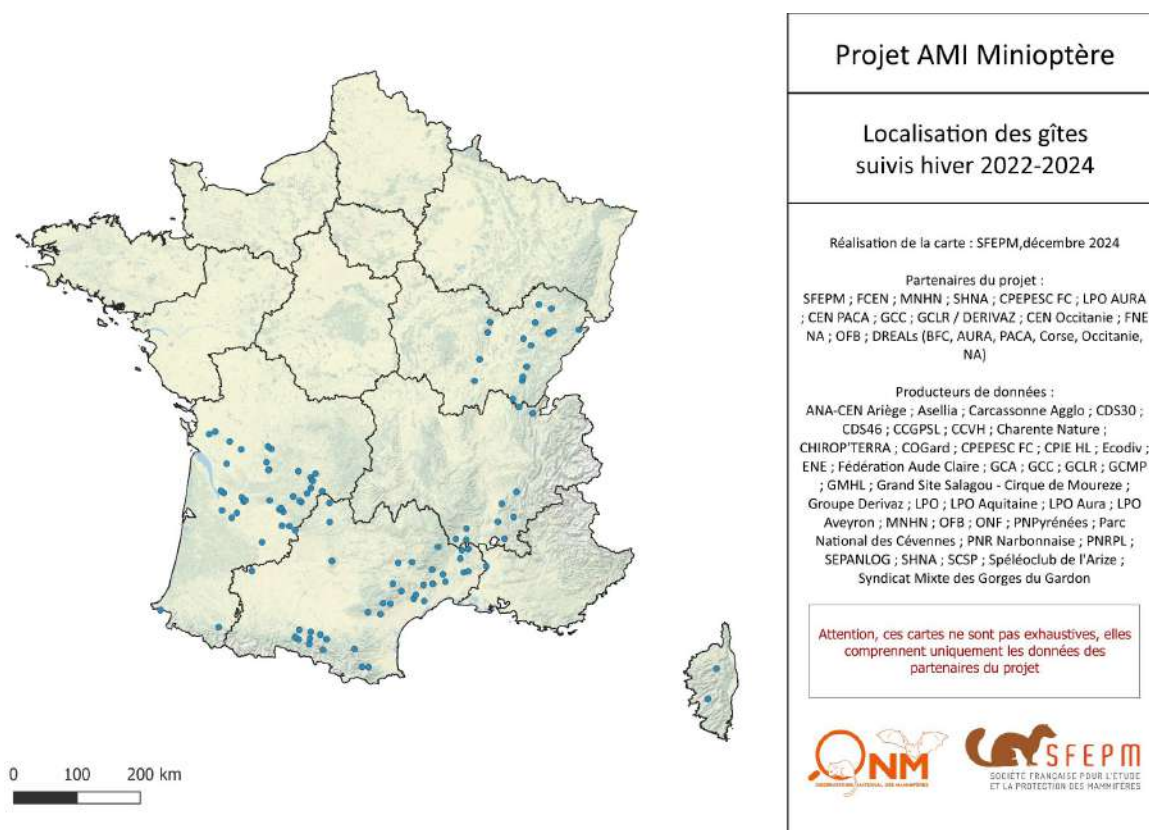 Projet AMI Minioptère
Localisation des gîtes
suivis hiver 2022-2024
Réalisation de la carte : SFEPM,décembre 2024
Partenaires du projet :
SFEPM ; FCEN ; MNHN ; SHNA ; CPEPESC FC ; LPO AURA
; CEN PACA ; GCC ; GCLR / DERIVAZ ; CEN Occitanie ; FNE
NA ; OFB ; DREALs (BFC, AURA, PACA, Corse, Occitanie,
NA)
Producteurs de données :
ANA-CEN Ariège ; Asellia ; Carcassonne Agglo ; CDS30 ;
CDS46 ; CCGPSL ; CCVH ; Charente Nature ;
CHIROP'TERRA ; COGard ; CPEPESC FC ; CPIE HL ; Ecodiv ;
ENE ; Fédération Aude Claire ; GCA ; GCC ; GCLR ; GCMP
; GMHL ; Grand Site Salagou - Cirque de Moureze ;
Groupe Derivaz ; LPO ; LPO Aquitaine ; LPO Aura ; LPO
Aveyron ; MNHN ; OFB ; ONF ; PNPyrénées ; Parc
National des Cévennes ; PNR Narbonnaise ; PNRPL ;
SEPANLOG ; SHNA ; SCSP ; Spéléoclub de l'Arize ;
Syndicat Mixte des Gorges du Gardon
Attention, ces cartes ne sont pas exhaustives, elles
comprennent uniquement les données des
partenaires du projet
ONM
OBSERVATOIRE NATIONAL DES MAMMIFÈRES
SFEPM
SOCIÉTÉ FRANÇAISE POUR L'ÉTUDE
ET LA PROTECTION DES MAMMIFÈRES
0 100 200 km